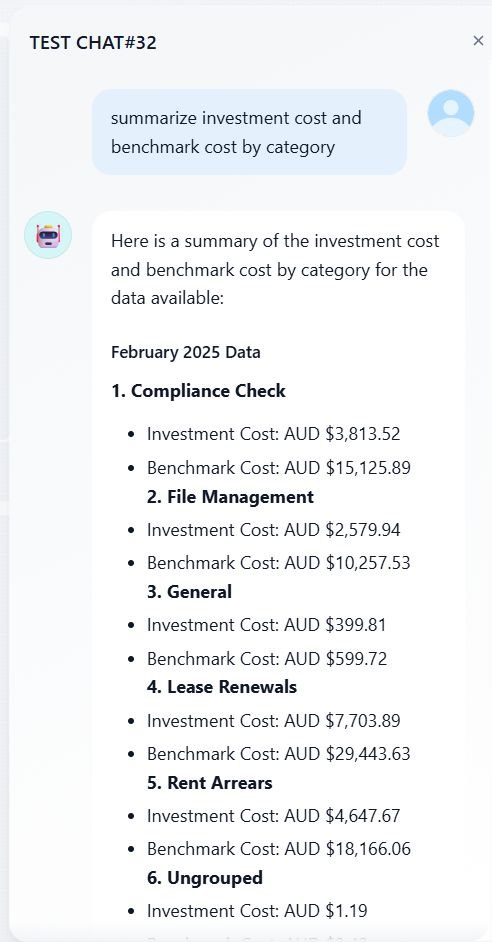 TEST CHAT#32
×
summarize investment cost and
benchmark cost by category
Here is a summary of the investment cost
and benchmark cost by category for the
data available:
February 2025 Data
1. Compliance Check
• Investment Cost: AUD $3,813.52
• Benchmark Cost: AUD $15,125.89
2. File Management
• Investment Cost: AUD $2,579.94
• Benchmark Cost: AUD $10,257.53
3. General
• Investment Cost: AUD $399.81
• Benchmark Cost: AUD $599.72
4. Lease Renewals
• Investment Cost: AUD $7,703.89
• Benchmark Cost: AUD $29,443.63
5. Rent Arrears
• Investment Cost: AUD $4,647.67
• Benchmark Cost: AUD $18,166.06
6. Ungrouped
• Investment Cost: AUD $1.19